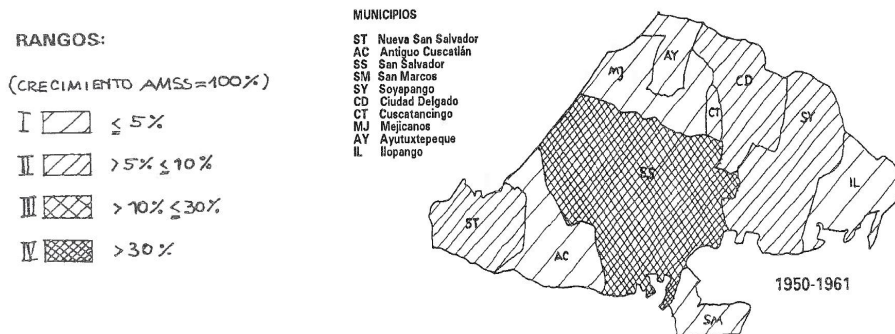 RANGOS:
(CRECIMIENTO AMSS=100%)
I ≤ 5%
II >5% ≤ 10%
III >10% ≤ 30%
IV >30%
MUNICIPIOS
ST Nueva San Salvador
AC Antiguo Cuscatlán
SS San Salvador
SM San Marcos
SY Soyapango
CD Ciudad Delgado
CT Cuscatancingo
MJ Mejicanos
AY Ayutuxtepeque
IL Ilopango
AY
MJ
CD
CT
SY
SS
IL
ST
AC
1950-1961
SM